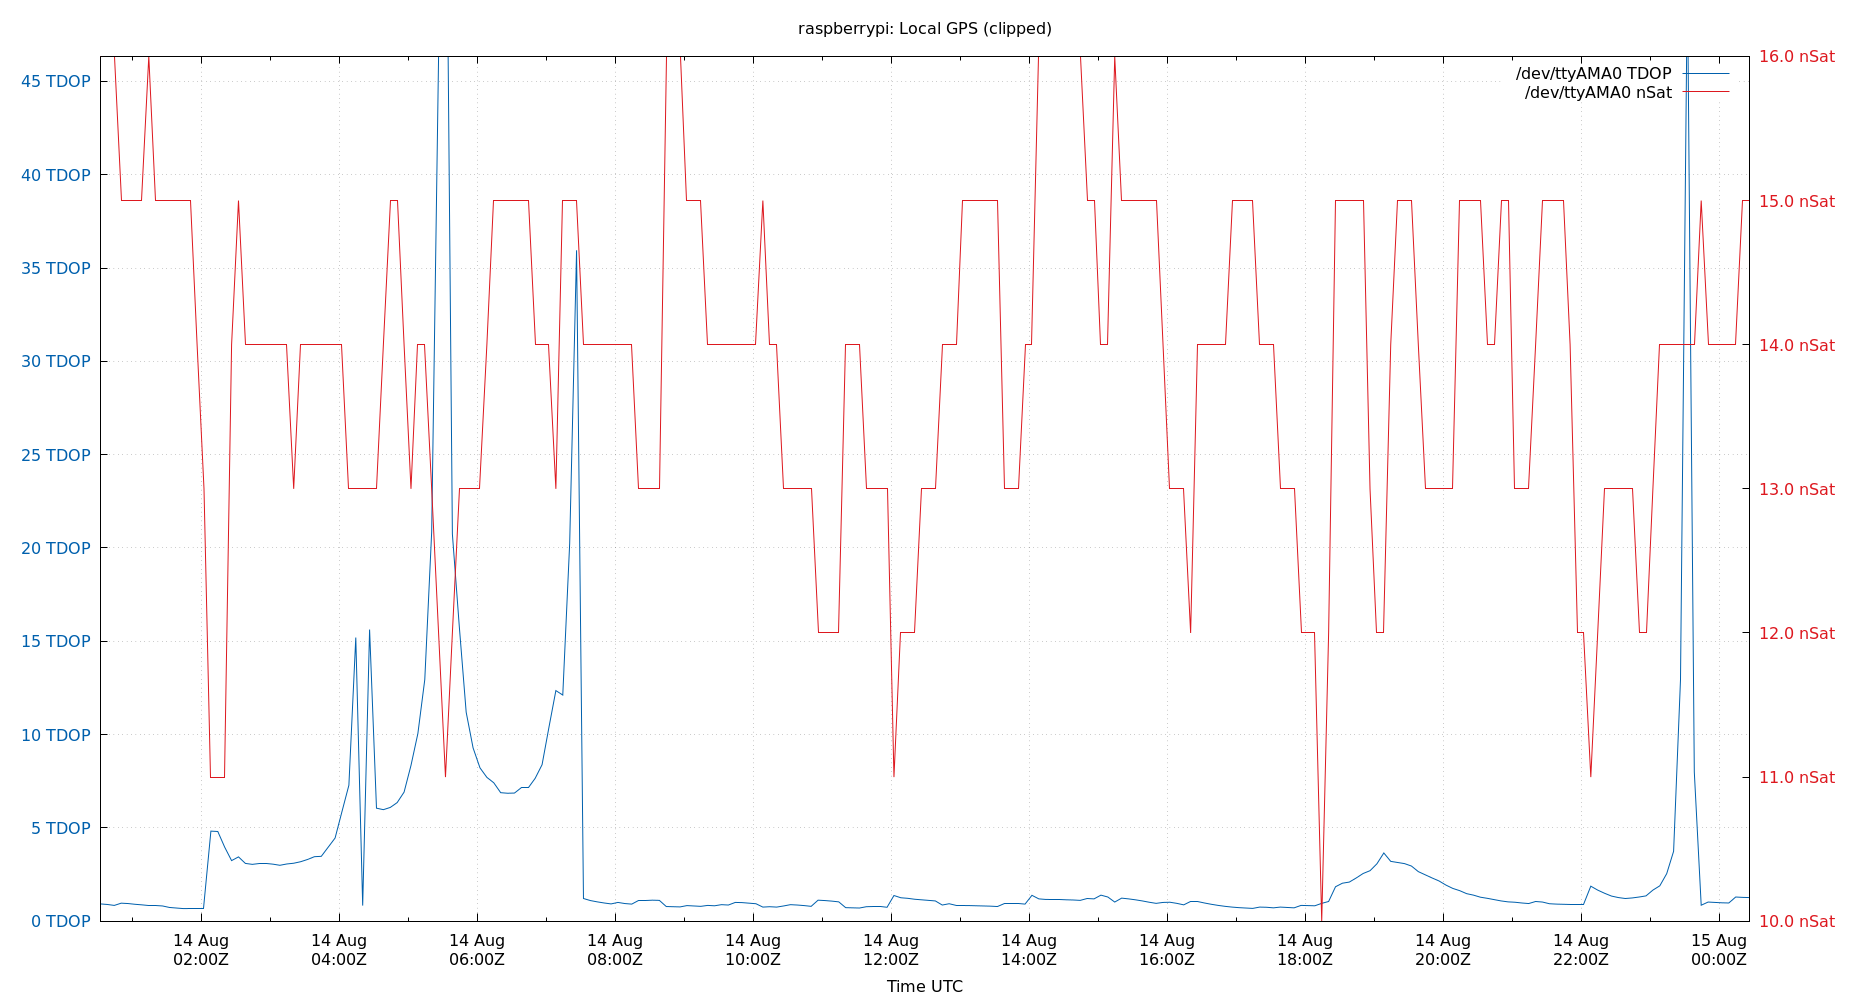 raspberrypi: Local GPS (clipped)
/dev/ttyAMA0 TDOP
/dev/ttyAMA0 nSat
45 TDOP
40 TDOP
35 TDOP
30 TDOP
25 TDOP
20 TDOP
15 TDOP
10 TDOP
5 TDOP
0 TDOP
16.0 nSat
15.0 nSat
14.0 nSat
13.0 nSat
12.0 nSat
11.0 nSat
10.0 nSat
14 Aug 14 Aug 14 Aug 14 Aug 14 Aug 14 Aug 14 Aug 14 Aug 14 Aug 14 Aug 14 Aug 15 Aug
02:00Z 04:00Z 06:00Z 08:00Z 10:00Z 12:00Z 14:00Z 16:00Z 18:00Z 20:00Z 22:00Z 00:00Z
Time UTC